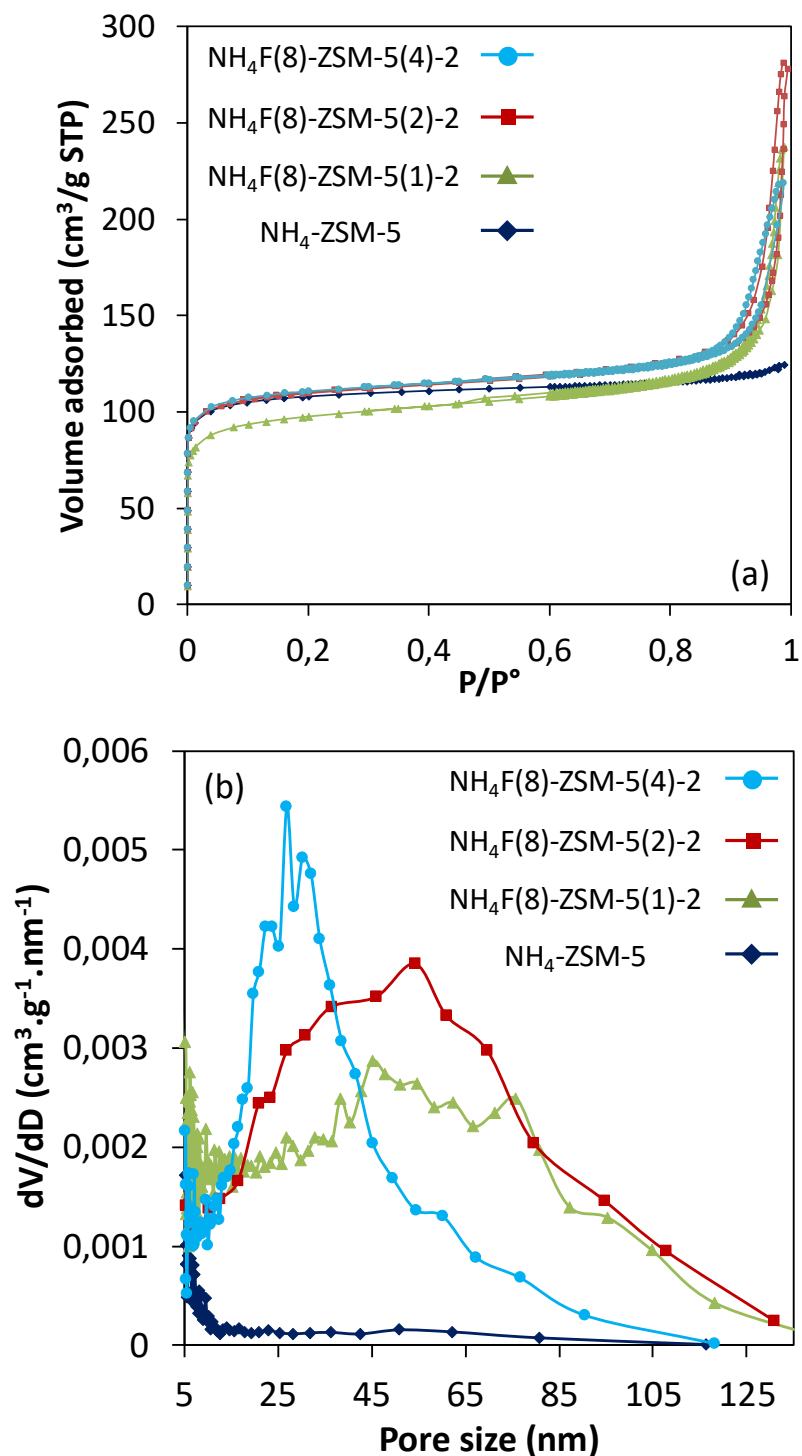 300
250
200
150
100
50
0
Volume adsorbed (cm³/g STP)
NH₄F(8)-ZSM-5(4)-2
NH₄F(8)-ZSM-5(2)-2
NH₄F(8)-ZSM-5(1)-2
NH₄-ZSM-5
(a)
0 0,2 0,4 0,6 0,8 1
P/P°
0,006
0,005
0,004
0,003
0,002
0,001
0
dV/dD (cm³.g⁻¹.nm⁻¹)
(b)
NH₄F(8)-ZSM-5(4)-2
NH₄F(8)-ZSM-5(2)-2
NH₄F(8)-ZSM-5(1)-2
NH₄-ZSM-5
5 25 45 65 85 105 125
Pore size (nm)